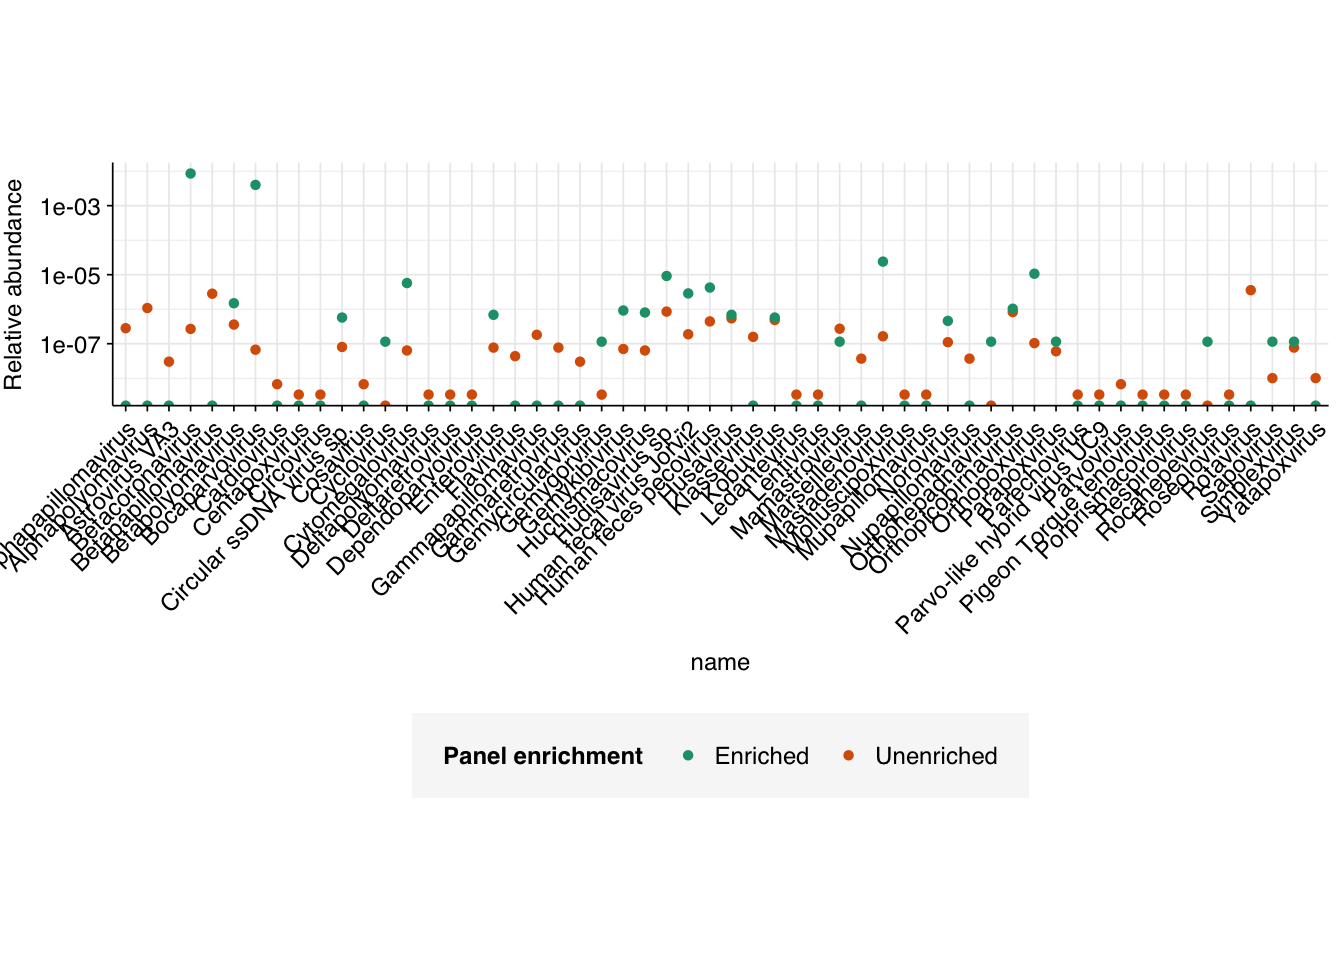 Relative abundance
1e-03
1e-05
1e-07
phapapillomavirus
Alphapolyomavirus
Astrovirus VA3
Betacoronavirus
Betapapillomavirus
Betapolyomavirus
Bocaparvovirus
Cardiovirus
Centapoxvirus
Circovirus
Circular ssDNA virus sp.
Cosavirus
Cyclovirus
Cytomegalovirus
Deltapapillomavirus
Deltaretrovirus
Dependoparvovirus
Enterovirus
Flavivirus
Gammapapillomavirus
Gammaretrovirus
Gemycircularvirus
Gemygorvirus
Gemykibivirus
Huchismacovirus
Hudisavirus sp.
Human fecal virus Jorvi2
Human feces pecovirus
Husavirus
Klassevirus
Kobuvirus
Ledantevirus
Lentivirus
Mamastrovirus
Marseillevirus
Mastadenovirus
Molluscipoxvirus
Mupapillomavirus
Norovirus
Nupapillomavirus
Orthohepadnavirus
Orthopicobirnavirus
Orthopoxvirus
Parapoxvirus
Parechovirus
Parvo-like hybrid virus UC9
Parvovirus
Pigeon Torque tenovirus
Porprismacovirus
Respirovirus
Rocahepevirus
Roseolovirus
Rotavirus
Sapovirus
Simplexvirus
Yatapoxvirus
name
Panel enrichment
Enriched
Unenriched